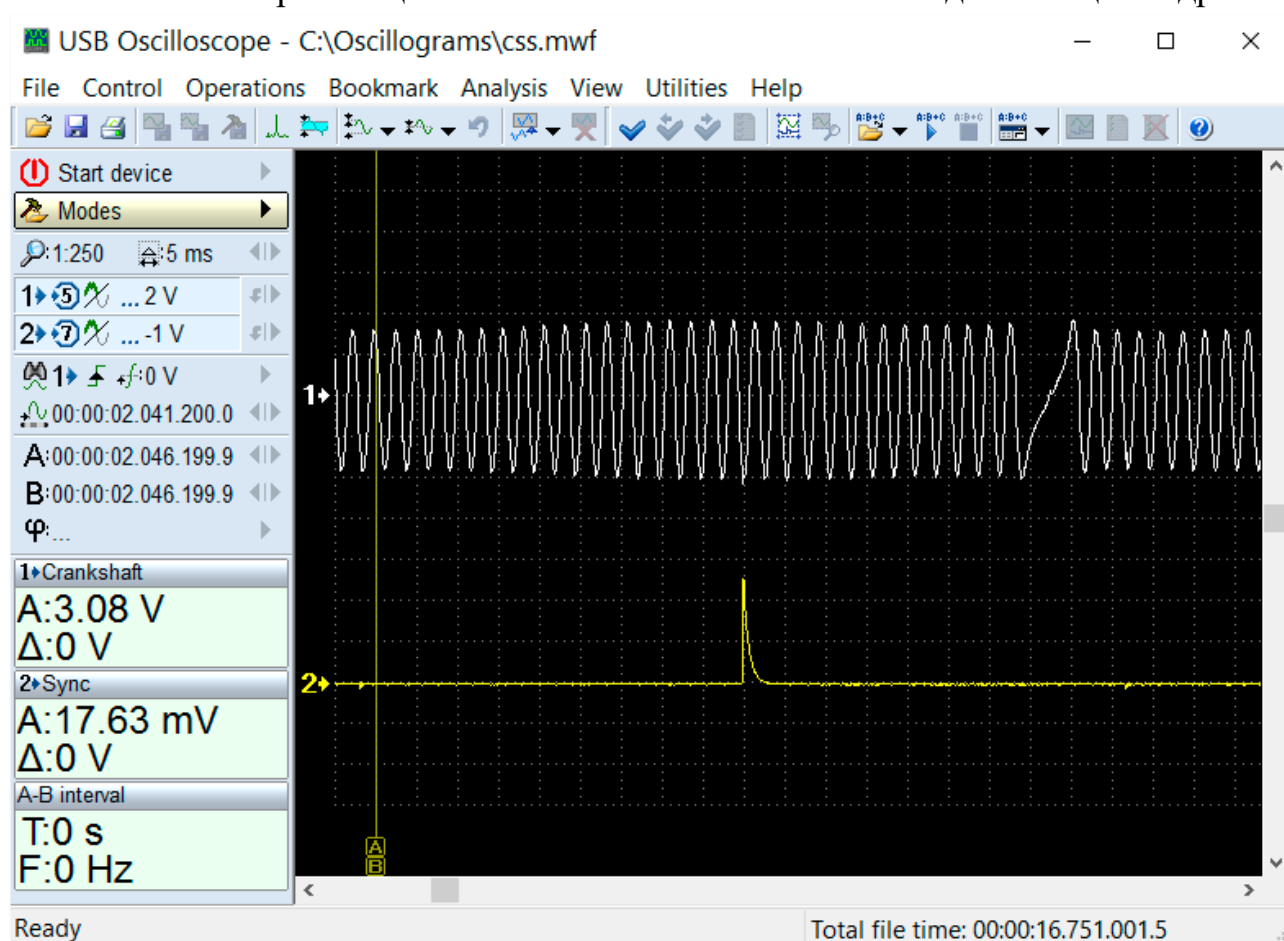 USB Oscilloscope - C:\Oscillograms\css.mwf
File Control Operations Bookmark Analysis View Utilities Help
A:B+C A:B+C A:B+C A:B+C
Start device
Modes
:1:250 :5 ms
1 5 ... 2 V
2 7 ... -1 V
1 :0 V
:00:00:02.041.200.0
A:00:00:02.046.199.9
B:00:00:02.046.199.9
φ:...
1 Crankshaft
A:3.08 V
Δ:0 V
2 Sync
A:17.63 mV
Δ:0 V
A-B interval
T:0 s
F:0 Hz
1
2
A
B
Ready Total file time: 00:00:16.751.001.5